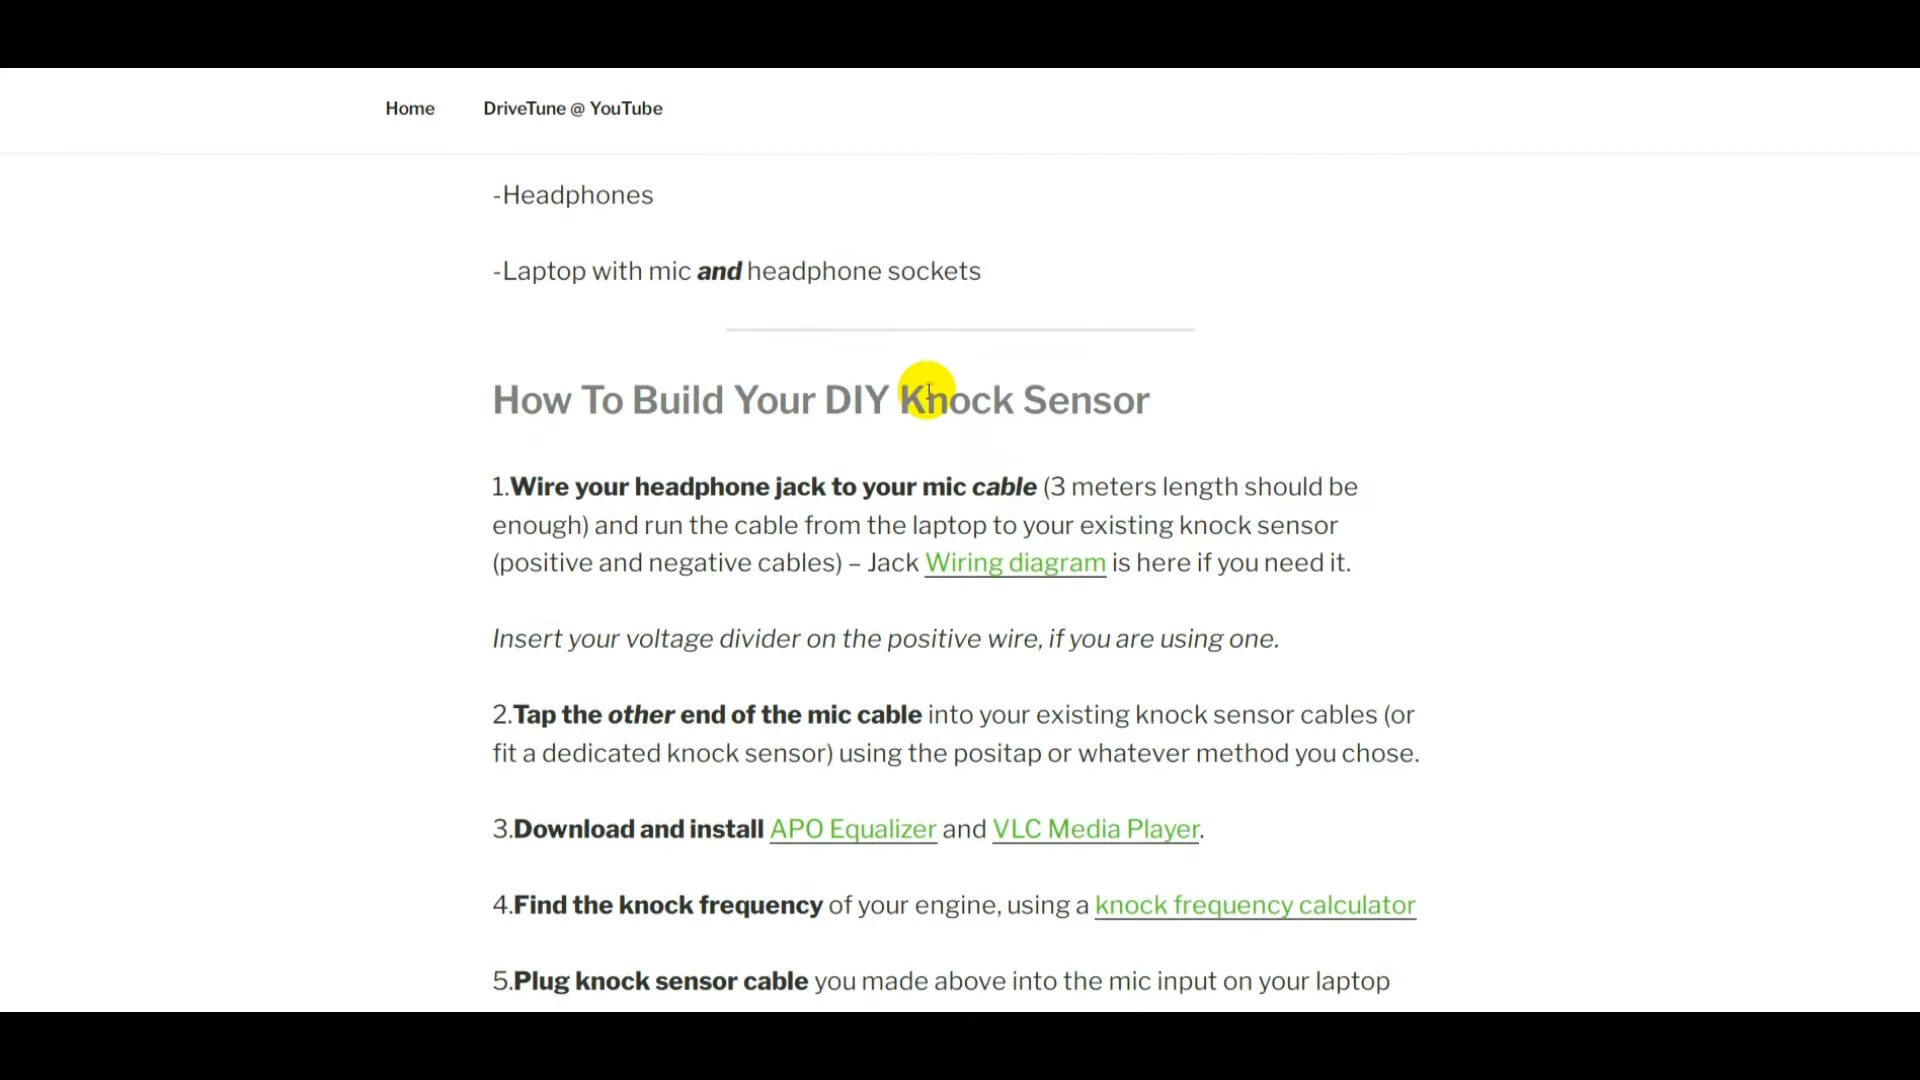 Home DriveTune @ YouTube
-Headphones
-Laptop with mic and headphone sockets
How To Build Your DIY Knock Sensor
1.Wire your headphone jack to your mic cable (3 meters length should be
enough) and run the cable from the laptop to your existing knock sensor
(positive and negative cables) – Jack Wiring diagram is here if you need it.
Insert your voltage divider on the positive wire, if you are using one.
2.Tap the other end of the mic cable into your existing knock sensor cables (or
fit a dedicated knock sensor) using the positap or whatever method you chose.
3.Download and install APO Equalizer and VLC Media Player.
4.Find the knock frequency of your engine, using a knock frequency calculator
5.Plug knock sensor cable you made above into the mic input on your laptop